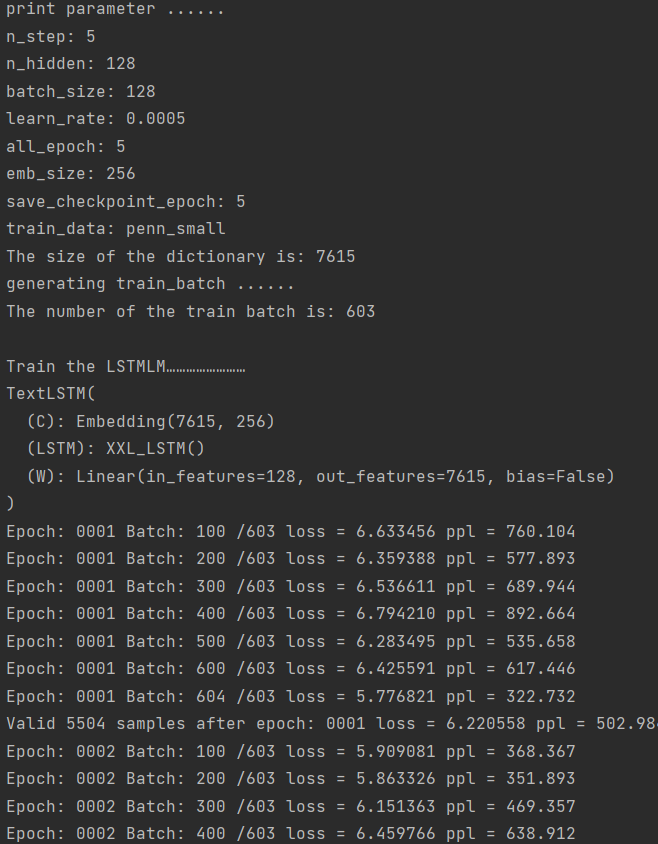 print parameter ......
n_step: 5
n_hidden: 128
batch_size: 128
learn_rate: 0.0005
all_epoch: 5
emb_size: 256
save_checkpoint_epoch: 5
train_data: penn_small
The size of the dictionary is: 7615
generating train_batch ......
The number of the train batch is: 603
Train the LSTMLM……………………
TextLSTM(
  (C): Embedding(7615, 256)
  (LSTM): XXL_LSTM()
  (W): Linear(in_features=128, out_features=7615, bias=False)
)
Epoch: 0001 Batch: 100 /603 loss = 6.633456 ppl = 760.104
Epoch: 0001 Batch: 200 /603 loss = 6.359388 ppl = 577.893
Epoch: 0001 Batch: 300 /603 loss = 6.536611 ppl = 689.944
Epoch: 0001 Batch: 400 /603 loss = 6.794210 ppl = 892.664
Epoch: 0001 Batch: 500 /603 loss = 6.283495 ppl = 535.658
Epoch: 0001 Batch: 600 /603 loss = 6.425591 ppl = 617.446
Epoch: 0001 Batch: 604 /603 loss = 5.776821 ppl = 322.732
Valid 5504 samples after epoch: 0001 loss = 6.220558 ppl = 502.98
Epoch: 0002 Batch: 100 /603 loss = 5.909081 ppl = 368.367
Epoch: 0002 Batch: 200 /603 loss = 5.863326 ppl = 351.893
Epoch: 0002 Batch: 300 /603 loss = 6.151363 ppl = 469.357
Epoch: 0002 Batch: 400 /603 loss = 6.459766 ppl = 638.912